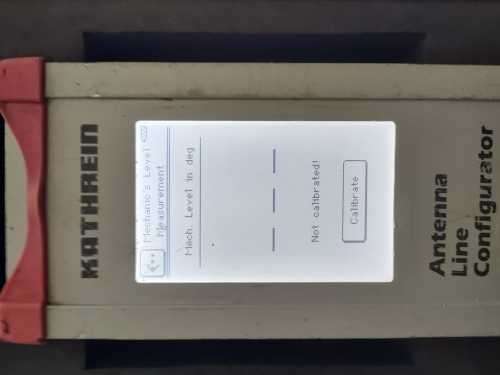 KATHREIN
Mechanic's Level
Measurement
Mech. Level in deg
Not calibrated!
Calibrate
Antenna
Line
Configurator